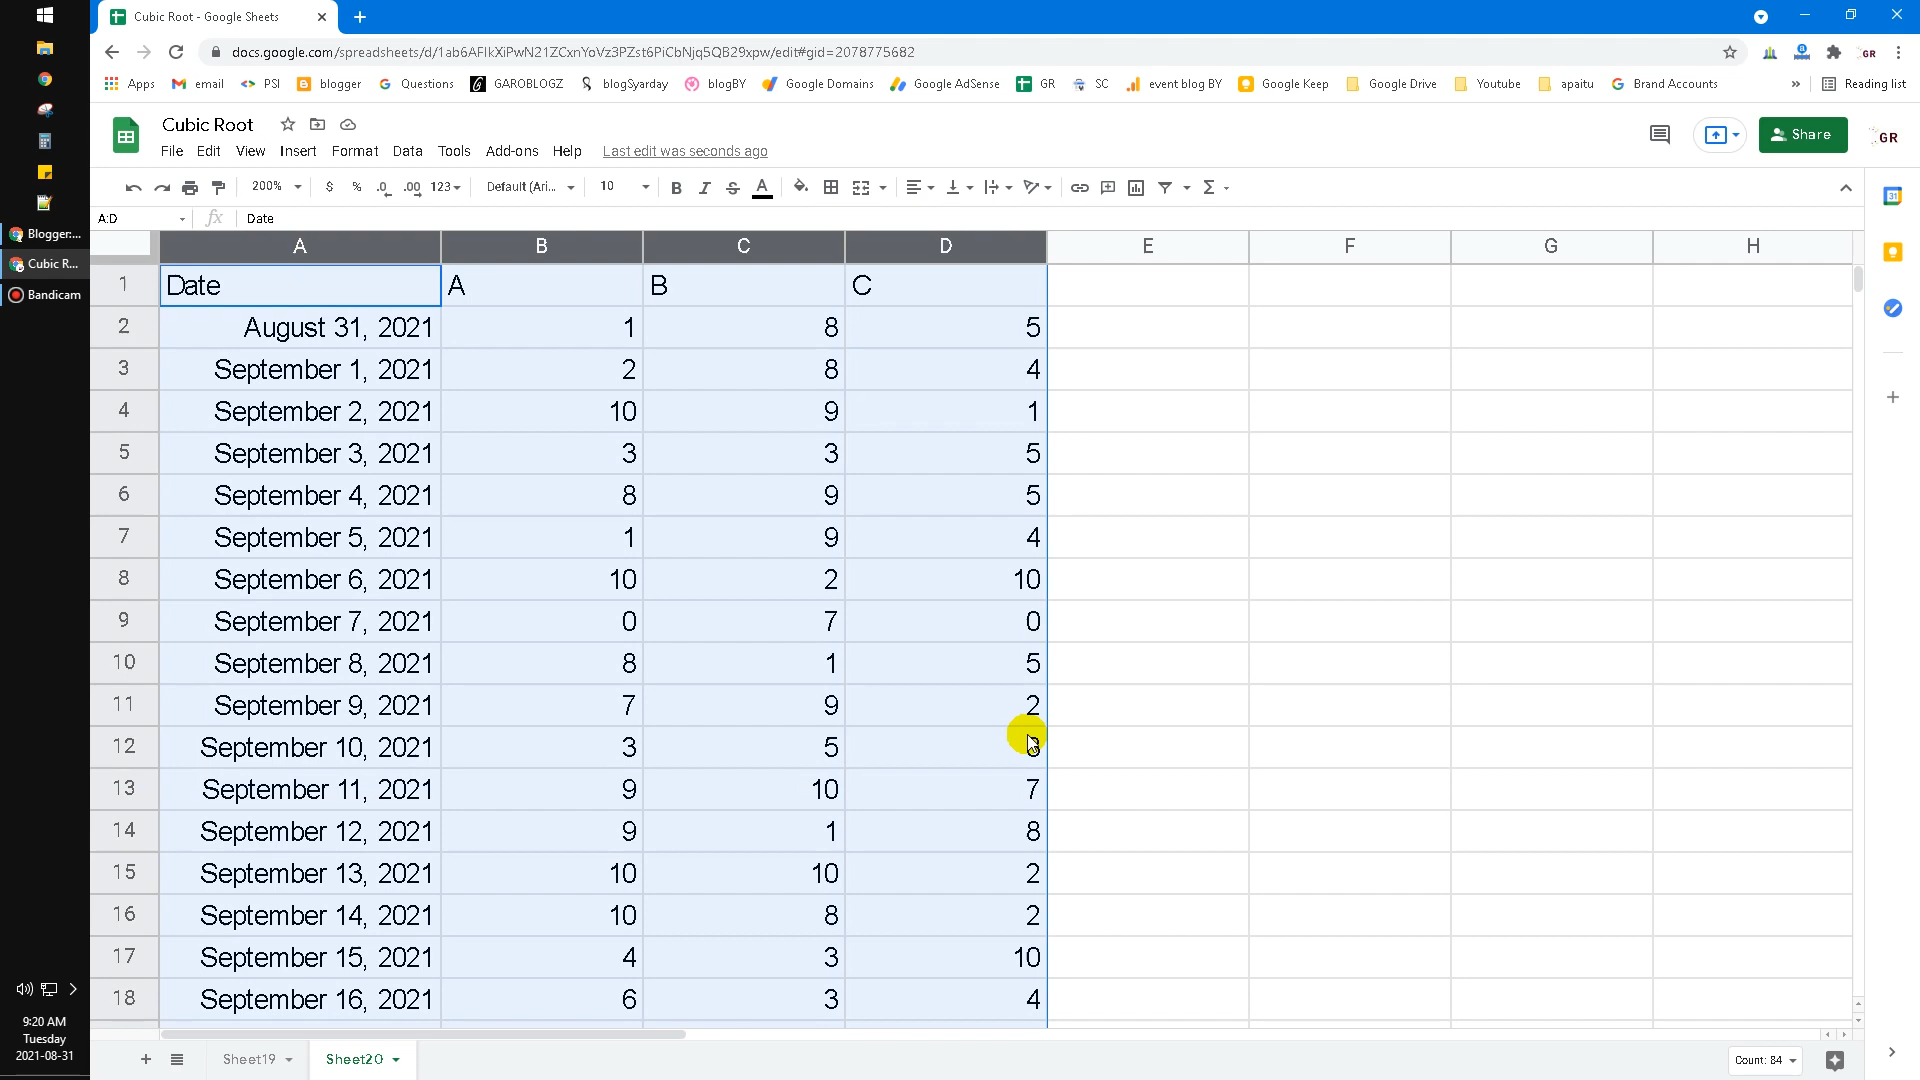 Cubic Root - Google Sheets
docs.google.com/spreadsheets/d/1ab6AFIkXiPwN21ZCxnYoVz3PZst6PiCbNjq5QB29xpw/edit#gid=2078775682
GR
Apps email PSI blogger Questions GAROBLOGZ blogSyarday blogBY Google Domains Google AdSense GR SC event blog BY Google Keep Google Drive Youtube apaitu Brand Accounts » Reading list
Blogger:...
Cubic R...
Bandicam
Cubic Root
Share
GR
File Edit View Insert Format Data Tools Add-ons Help Last edit was seconds ago
200% $ % .0 .00 123 Default (Ari... 10 B I S A Σ
31
A:D fx Date
A B C D E F G H
1 Date A B C
2 August 31, 2021 1 8 5
3 September 1, 2021 2 8 4
4 September 2, 2021 10 9 1
5 September 3, 2021 3 3 5
6 September 4, 2021 8 9 5
7 September 5, 2021 1 9 4
8 September 6, 2021 10 2 10
9 September 7, 2021 0 7 0
10 September 8, 2021 8 1 5
11 September 9, 2021 7 9 2
12 September 10, 2021 3 5
13 September 11, 2021 9 10 7
14 September 12, 2021 9 1 8
15 September 13, 2021 10 10 2
16 September 14, 2021 10 8 2
17 September 15, 2021 4 3 10
18 September 16, 2021 6 3 4
9:20 AM
Tuesday
2021-08-31
Sheet19 Sheet20 Count: 84